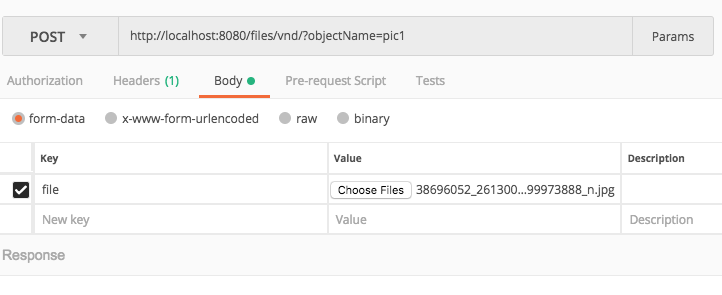 POST http://localhost:8080/files/vnd/?objectName=pic1 Params
Authorization Headers (1) Body Pre-request Script Tests
form-data x-www-form-urlencoded raw binary
Key Value Description
file Choose Files 38696052_261300...99973888_n.jpg
New key Value Description
Response